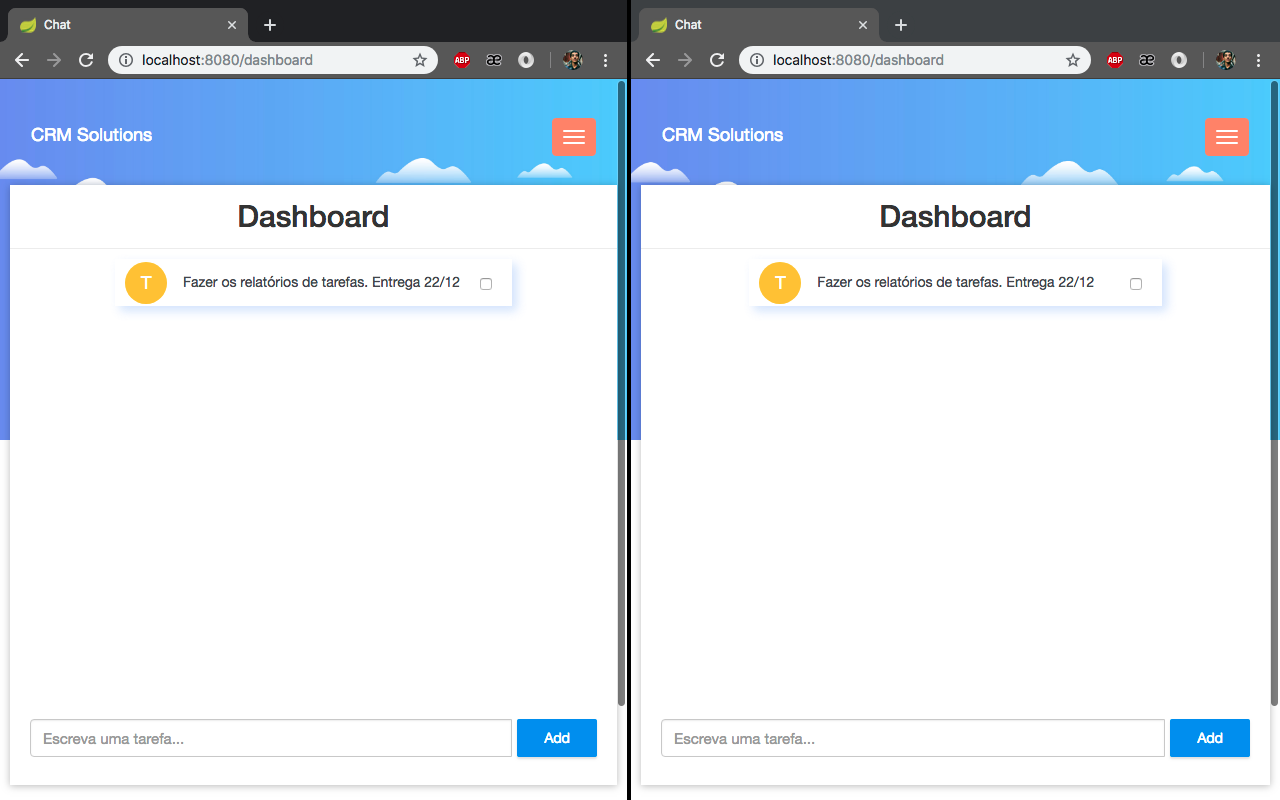 Chat
localhost:8080/dashboard
ABP
æ
CRM Solutions
Dashboard
T
Fazer os relatórios de tarefas. Entrega 22/12
Escreva uma tarefa...
Add
Chat
localhost:8080/dashboard
ABP
æ
CRM Solutions
Dashboard
T
Fazer os relatórios de tarefas. Entrega 22/12
Escreva uma tarefa...
Add